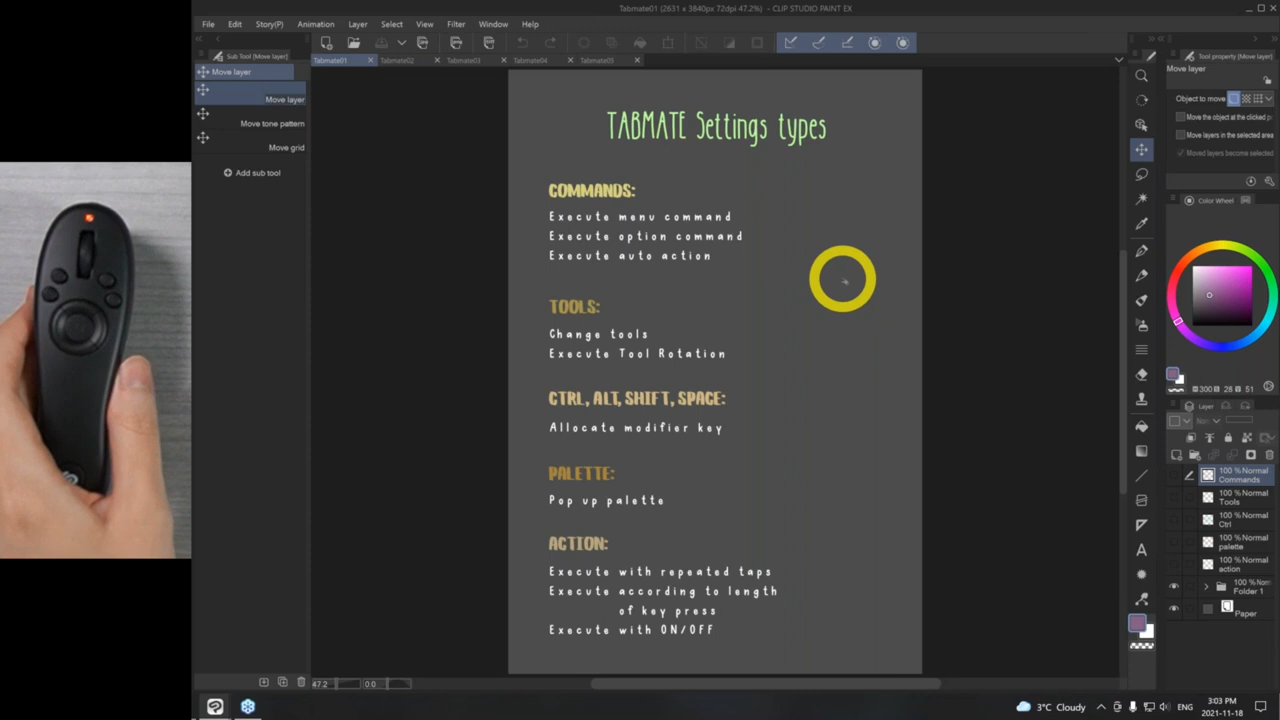 Tabmate01 (2631 x 3840px 72dpi 47.2%) - CLIP STUDIO PAINT EX
File Edit Story(P) Animation Layer Select View Filter Window Help
Sub Tool [Move layer]
Tabmate01 Tabmate02 Tabmate03 Tabmate04 Tabmate05
Tool property [Move layer]
Move layer
Move layer
Move layer
Move tone pattern
Move grid
Add sub tool
TABMATE Settings types
COMMANDS:
Execute menu command
Execute option command
Execute auto action
TOOLS:
Change tools
Execute Tool Rotation
CTRL, ALT, SHIFT, SPACE:
Allocate modifier key
PALETTE:
Pop up palette
ACTION:
Execute with repeated taps
Execute according to length
of key press
Execute with ON/OFF
Object to move
Move the object at the clicked p
Move layers in the selected area
Moved layers become selected
Color Wheel
300 28 51
Layer
100 % Normal
Commands
100 % Normal
Tools
100 % Normal
Ctrl
100 % Normal
palette
100 % Normal
action
100 % Norm
Folder 1
Paper
47.2 0.0
3°C Cloudy
ENG
3:03 PM
2021-11-18